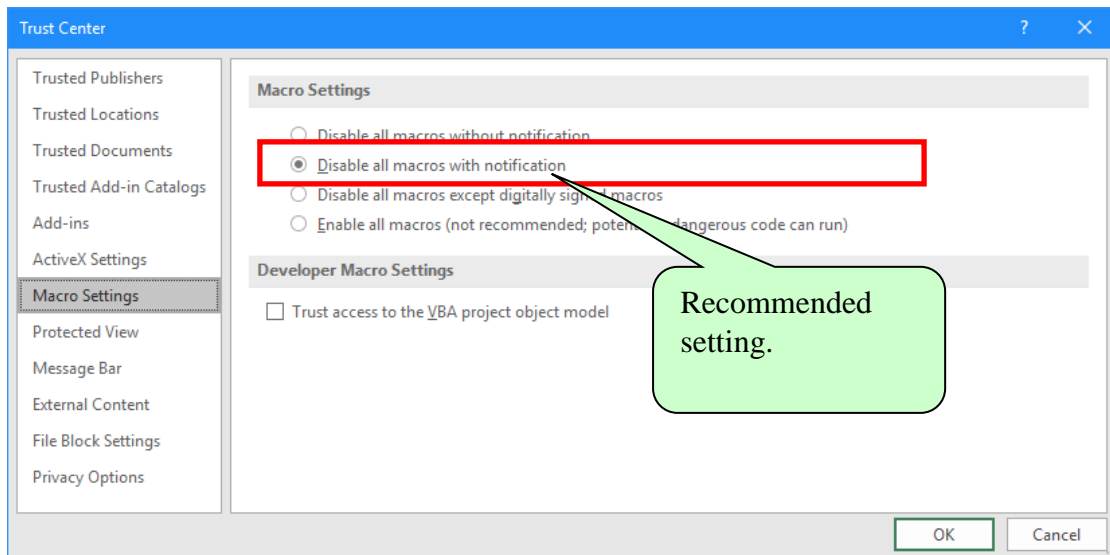 Trust Center
?
Trusted Publishers
Trusted Locations
Trusted Documents
Trusted Add-in Catalogs
Add-ins
ActiveX Settings
Macro Settings
Protected View
Message Bar
External Content
File Block Settings
Privacy Options
Macro Settings
Disable all macros without notification
Disable all macros with notification
Disable all macros except digitally signed macros
Enable all macros (not recommended; dangerous code can run)
Developer Macro Settings
Trust access to the VBA project object model
Recommended
setting.
OK
Cancel